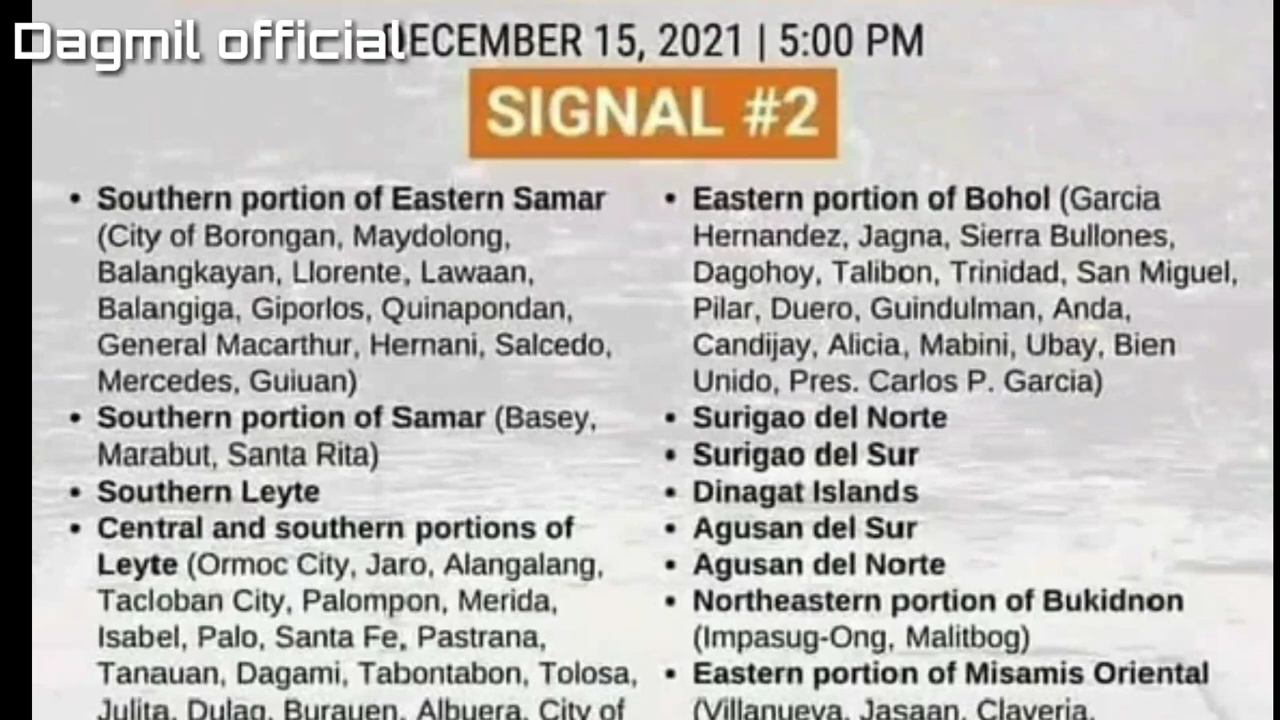 Dagmil official
DECEMBER 15, 2021 | 5:00 PM
SIGNAL #2
• Southern portion of Eastern Samar
(City of Borongan, Maydolong,
Balangkayan, Llorente, Lawaan,
Balangiga, Giporlos, Quinapondan,
General Macarthur, Hernani, Salcedo,
Mercedes, Guiuan)
• Southern portion of Samar (Basey,
Marabut, Santa Rita)
• Southern Leyte
• Central and southern portions of
Leyte (Ormoc City, Jaro, Alangalang,
Tacloban City, Palompon, Merida,
Isabel, Palo, Santa Fe, Pastrana,
Tanauan, Dagami, Tabontabon, Tolosa,
Julita, Dulag, Burauen, Albuera, City of
• Eastern portion of Bohol (Garcia
Hernandez, Jagna, Sierra Bullones,
Dagohoy, Talibon, Trinidad, San Miguel,
Pilar, Duero, Guindulman, Anda,
Candijay, Alicia, Mabini, Ubay, Bien
Unido, Pres. Carlos P. Garcia)
• Surigao del Norte
• Surigao del Sur
• Dinagat Islands
• Agusan del Sur
• Agusan del Norte
• Northeastern portion of Bukidnon
(Impasug-Ong, Malitbog)
• Eastern portion of Misamis Oriental
(Villanueva, Jasaan, Claveria,